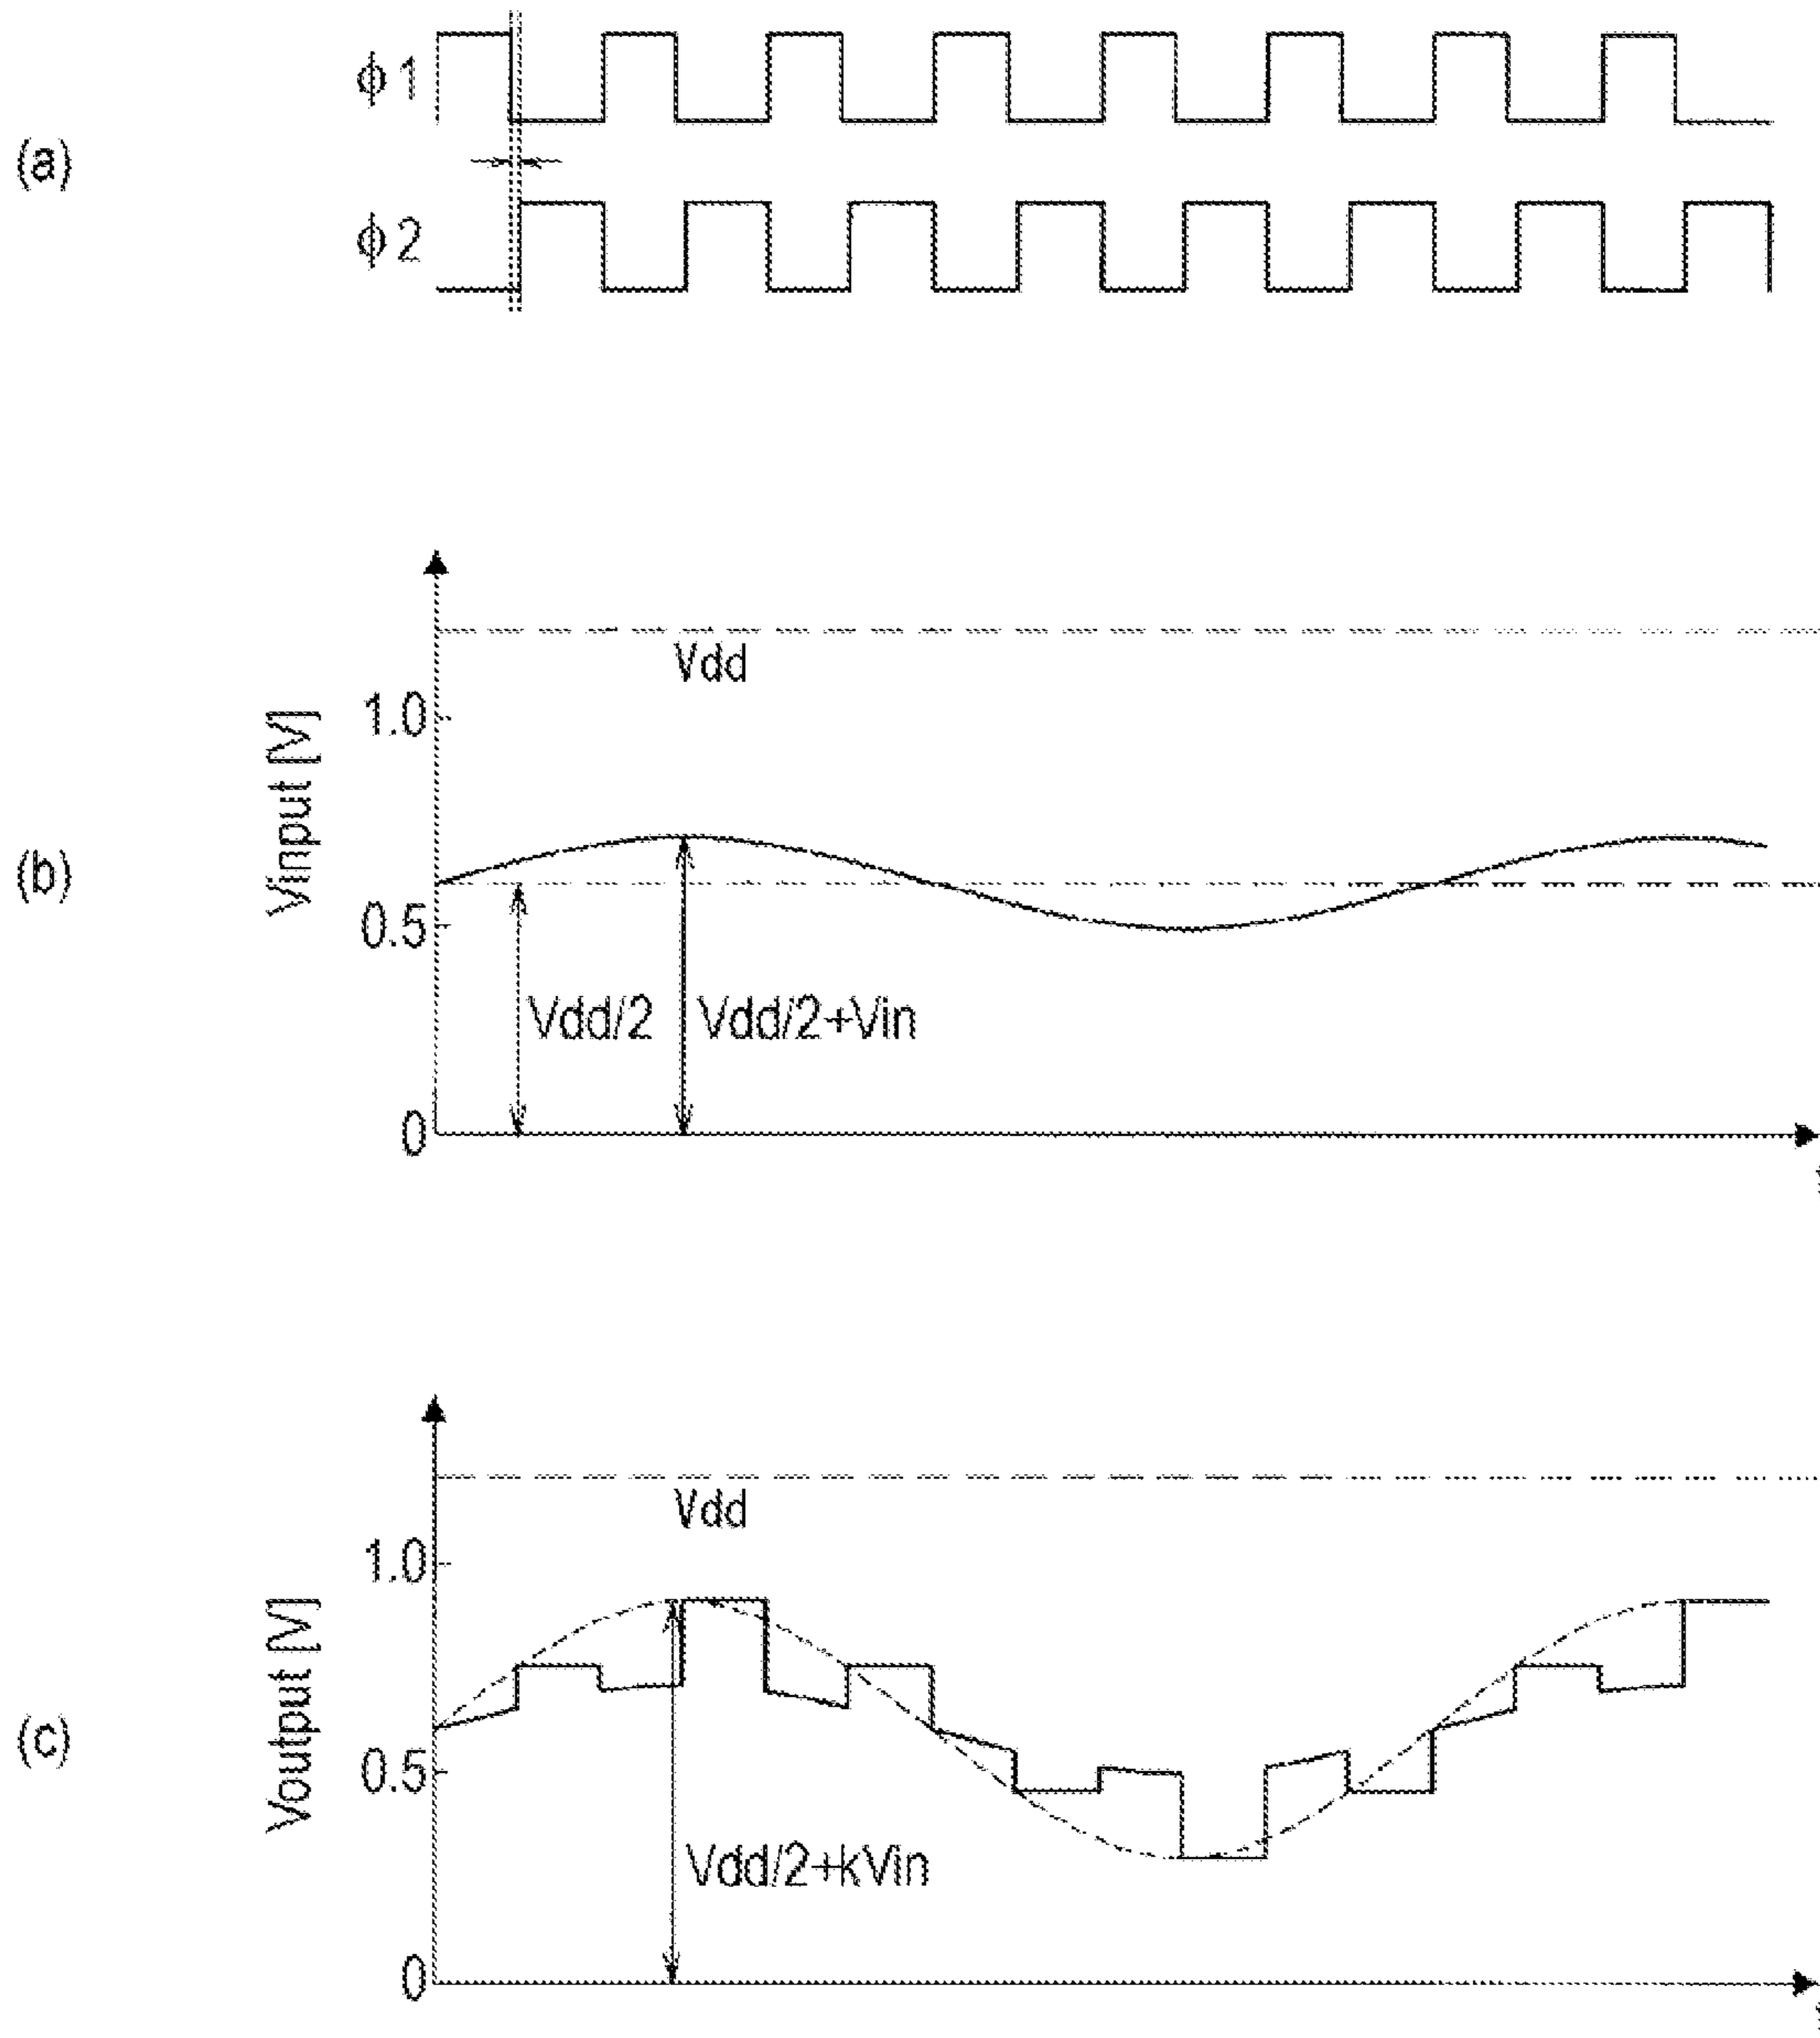 (a)
ϕ1
ϕ2
(b)
Vinput [V]
Vdd
1.0
0.5
0
Vdd/2
Vdd/2+Vin
(c)
Voutput [V]
Vdd
1.0
0.5
0
Vdd/2+kVin